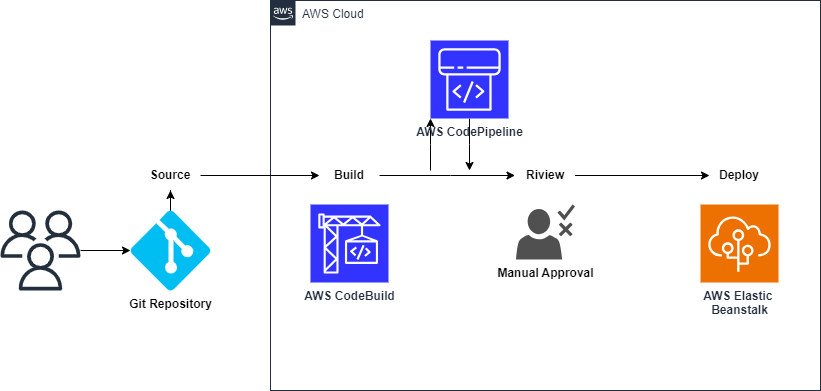 aws
AWS Cloud
AWS CodePipeline
Source
Build
Riview
Deploy
Git Repository
AWS CodeBuild
Manual Approval
AWS Elastic
Beanstalk